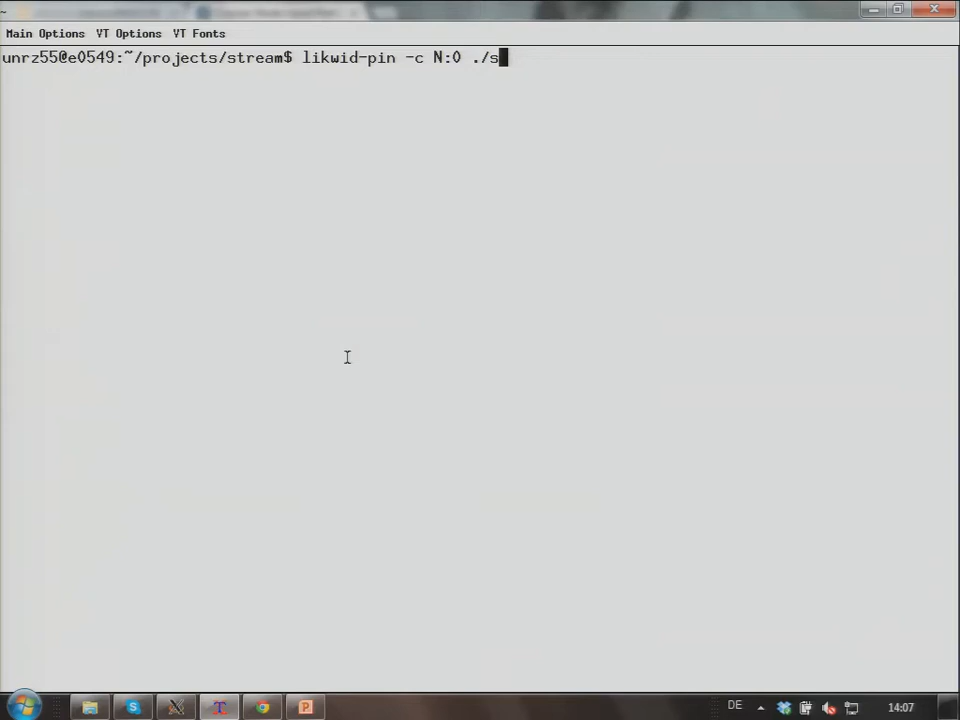 ~
Main Options VT Options VT Fonts
unrz55@e0549:~/projects/stream$ likwid-pin -c N:0 ./s
DE 14:07